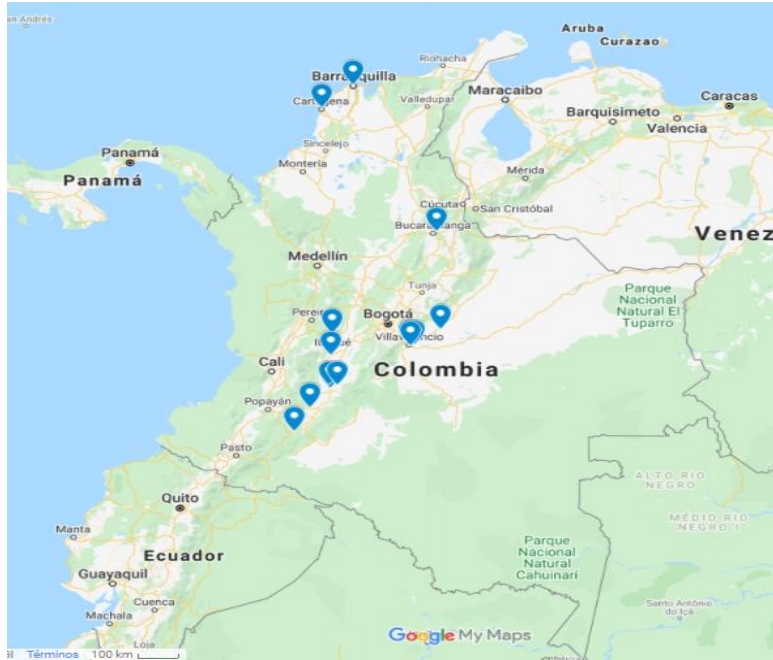 an Andrés
Aruba
Curazao
Riohacha
Barranquilla
Maracaibo
Caracas
Cartagena
Valledupar
Barquisimeto
Valencia
Sincelejo
Panamá
Montería
Mérida
Panamá
Cúcuta
San Cristóbal
Bucaramanga
Venez
Medellín
Tunja
Parque
Nacional
Natural El
Tuparro
Pereira
Bogotá
Villavicencio
Cali
Colombia
Popayán
Pasto
ALTO RIO
NEGRO
Quito
MÉDIO RIO
NEGRO I
Manta
Ecuador
Parque
Nacional
Natural
Cahuinarí
Guayaquil
Cuenca
Santo Antônio
do Içá
Machala
Loja
Google My Maps
Términos
100 km